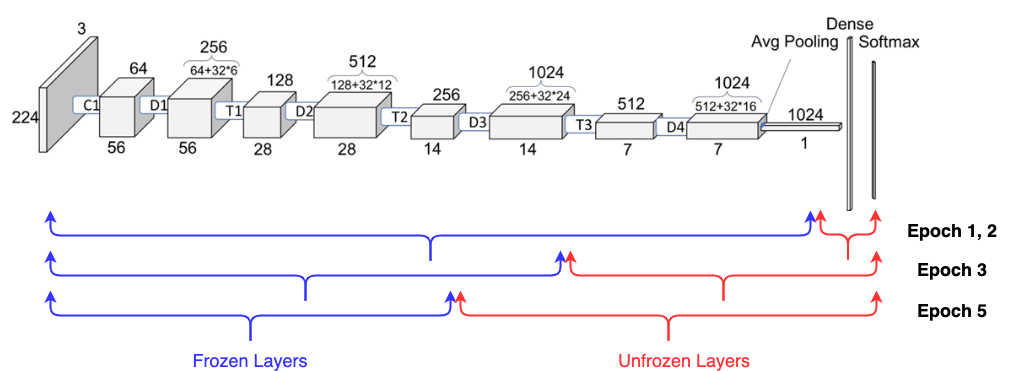 3
224
C1
64
56
D1
256
64+32*6
56
T1
128
28
D2
512
128+32*12
28
T2
256
14
D3
1024
256+32*24
14
T3
512
7
D4
1024
512+32*16
7
Avg Pooling
1024
1
Dense
Softmax
Epoch 1, 2
Epoch 3
Epoch 5
Frozen Layers
Unfrozen Layers